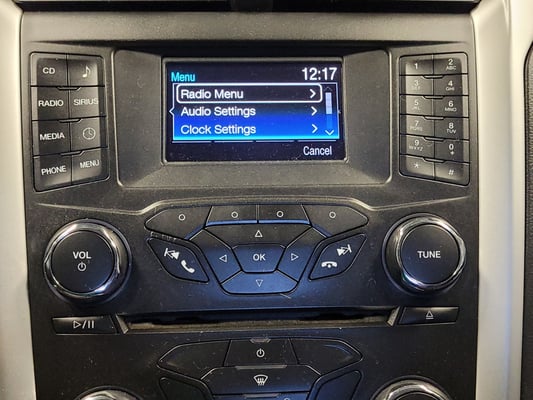 Menu 12:17
Radio Menu
Audio Settings
Clock Settings
Cancel
CD
RADIO SIRIUS
MEDIA
PHONE MENU
1 2 ABC
3 DEF 4 GHI
5 JKL 6 MNO
7 PQRS 8 TUV
9 WXYZ 0 +
* #
VOL
OK
TUNE